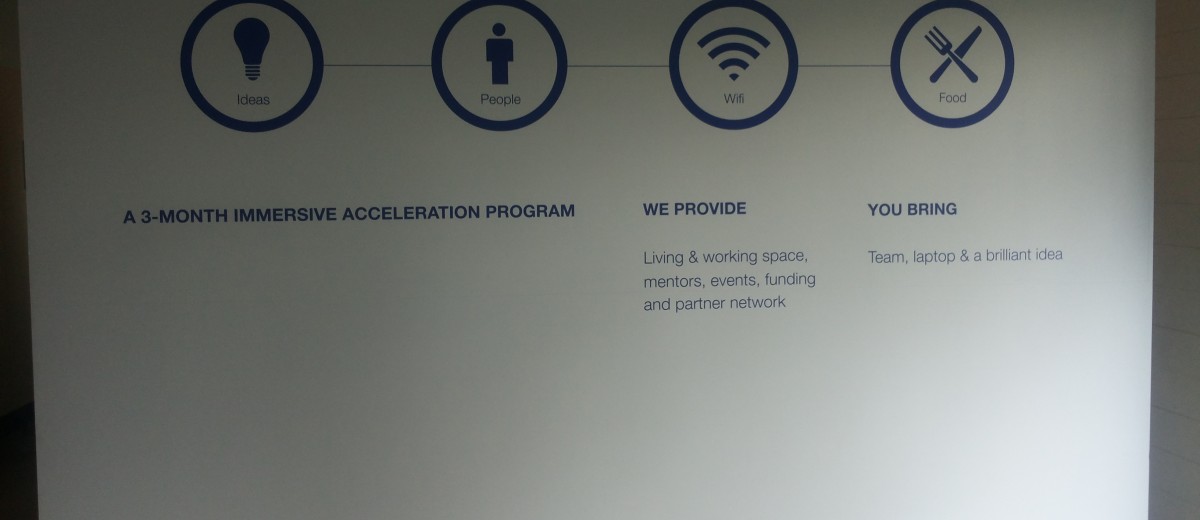 Ideas
People
Wifi
Food
A 3-MONTH IMMERSIVE ACCELERATION PROGRAM
WE PROVIDE
Living & working space,
mentors, events, funding
and partner network
YOU BRING
Team, laptop & a brilliant idea